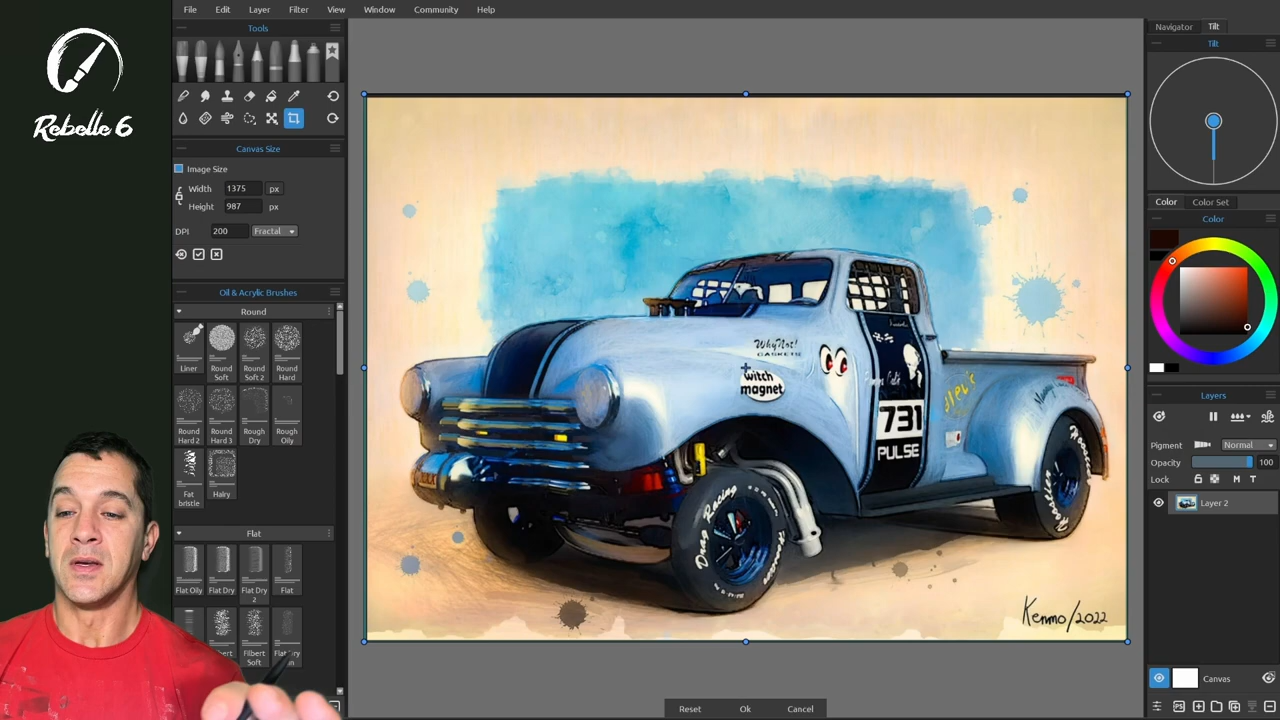 Rebelle 6
File Edit Layer Filter View Window Community Help
Tools
Canvas Size
Image Size
Width 1375 px
Height 987 px
DPI 200 Fractal
Oil & Acrylic Brushes
Round
Liner Round Soft Round Soft 2 Round Hard
Round Hard 2 Round Hard 3 Rough Dry Rough Oily
Fat bristle Hairy
Flat
Flat Oily Flat Dry Flat Dry 2 Flat
Soft
WhyNot!
GASKETS
witch
magnet
731
PULSE
Drag Racing
Kenmo/2022
Reset Ok Cancel
Navigator Tilt
Tilt
Color Color Set
Color
Layers
Pigment Normal
Opacity 100
Lock M T
Layer 2
Canvas
PS